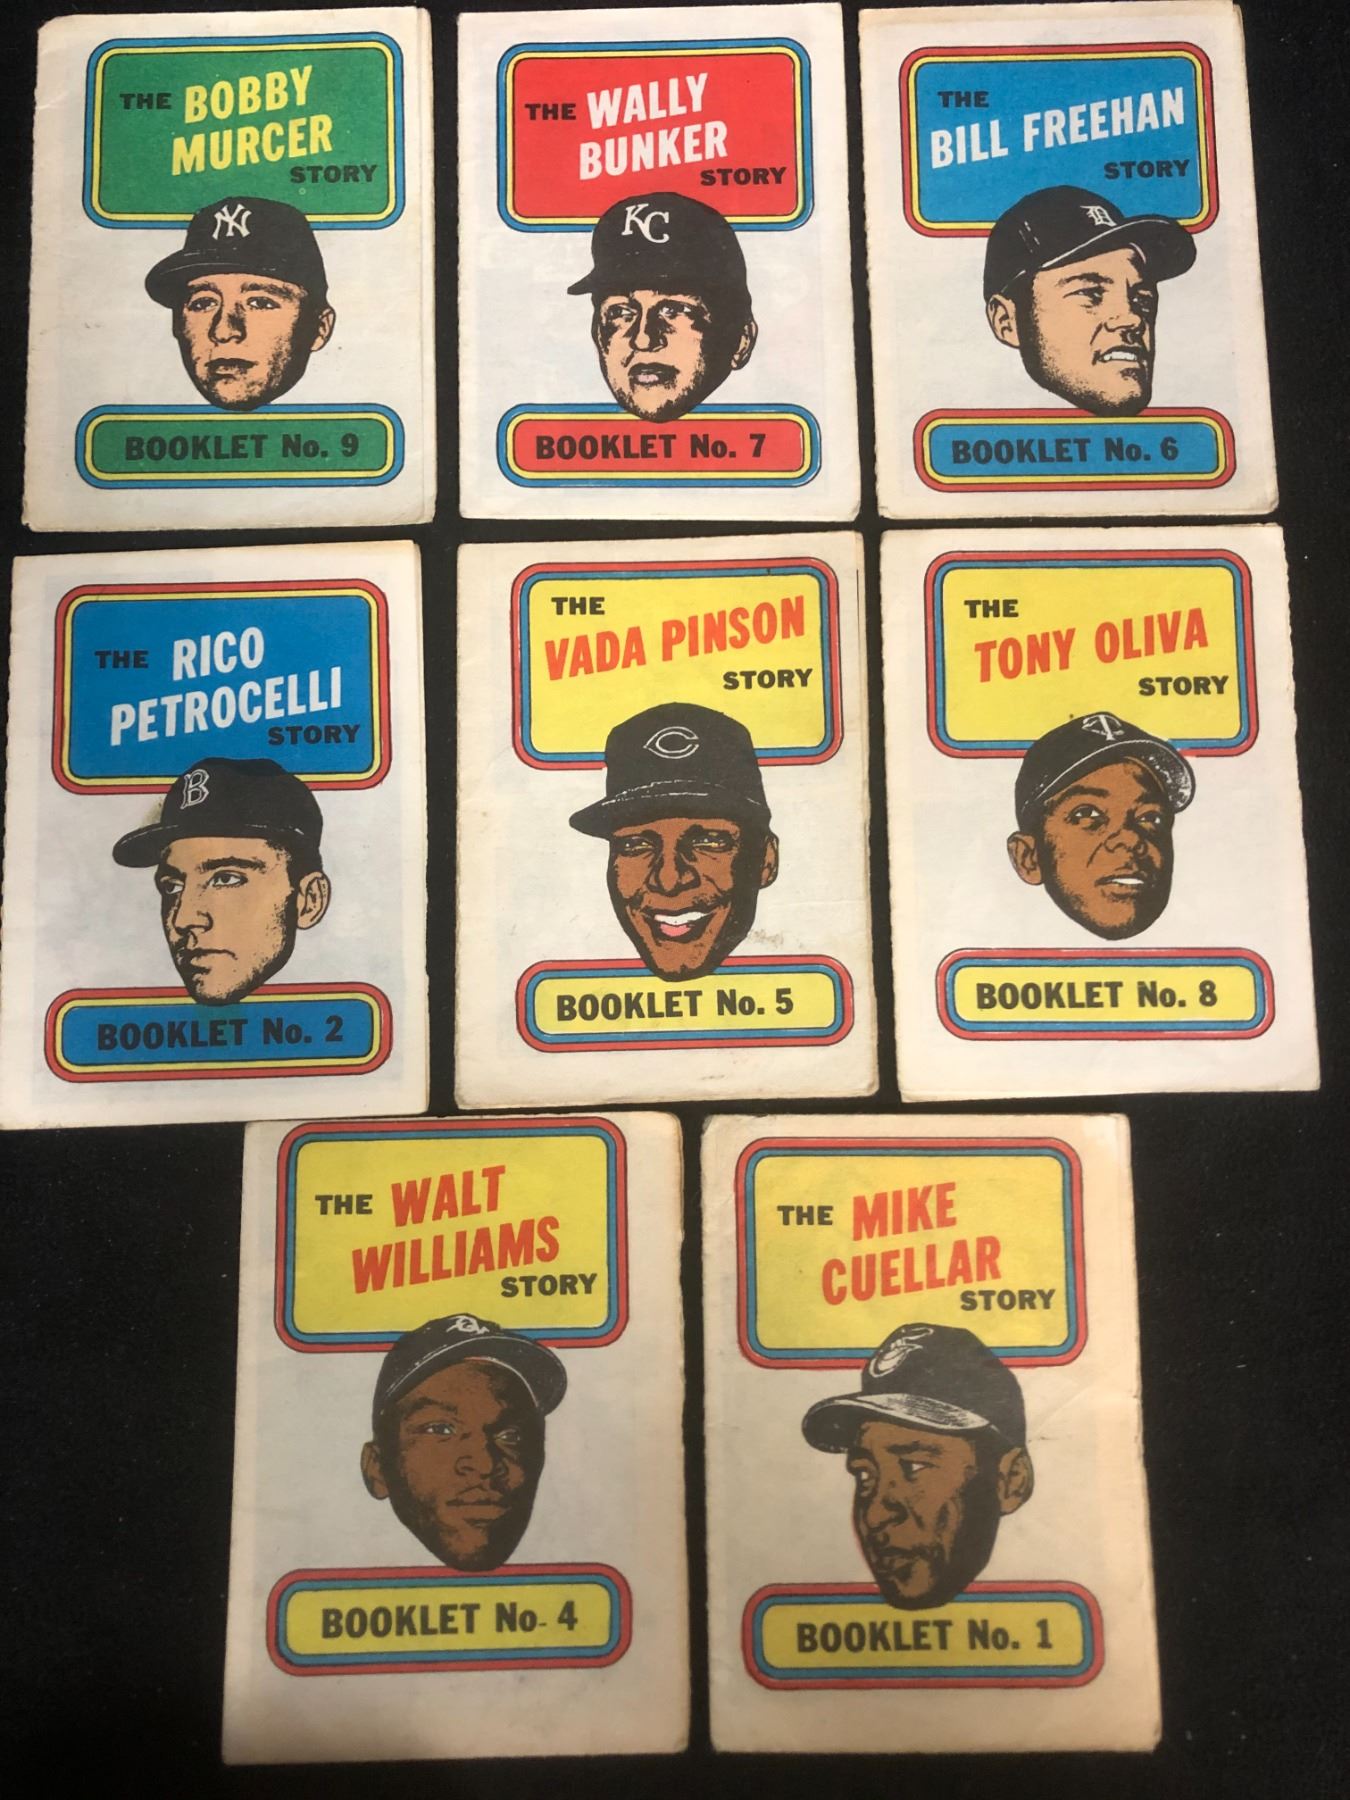 THE BOBBY
MURCER
STORY
NY
BOOKLET No. 9
THE WALLY
BUNKER
STORY
KC
BOOKLET No. 7
THE
BILL FREEHAN
STORY
D
BOOKLET No. 6
THE RICO
PETROCELLI
STORY
B
BOOKLET No. 2
THE
VADA PINSON
STORY
C
BOOKLET No. 5
THE
TONY OLIVA
STORY
TC
BOOKLET No. 8
THE WALT
WILLIAMS
STORY
BOOKLET No. 4
THE MIKE
CUELLAR
STORY
BOOKLET No. 1